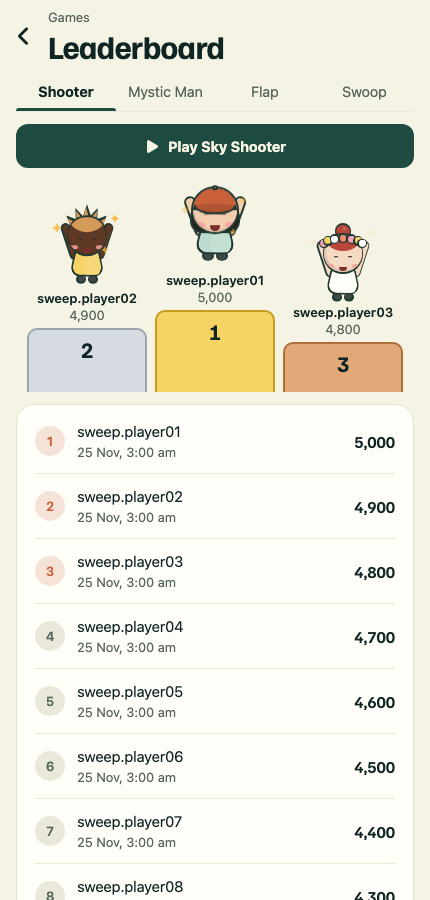 Games
Leaderboard
Shooter Mystic Man Flap Swoop
Play Sky Shooter
sweep.player01
5,000
sweep.player02
4,900
sweep.player03
4,800
1
2
3
1 sweep.player01 5,000
25 Nov, 3:00 am
2 sweep.player02 4,900
25 Nov, 3:00 am
3 sweep.player03 4,800
25 Nov, 3:00 am
4 sweep.player04 4,700
25 Nov, 3:00 am
5 sweep.player05 4,600
25 Nov, 3:00 am
6 sweep.player06 4,500
25 Nov, 3:00 am
7 sweep.player07 4,400
25 Nov, 3:00 am
8 sweep.player08 4,300